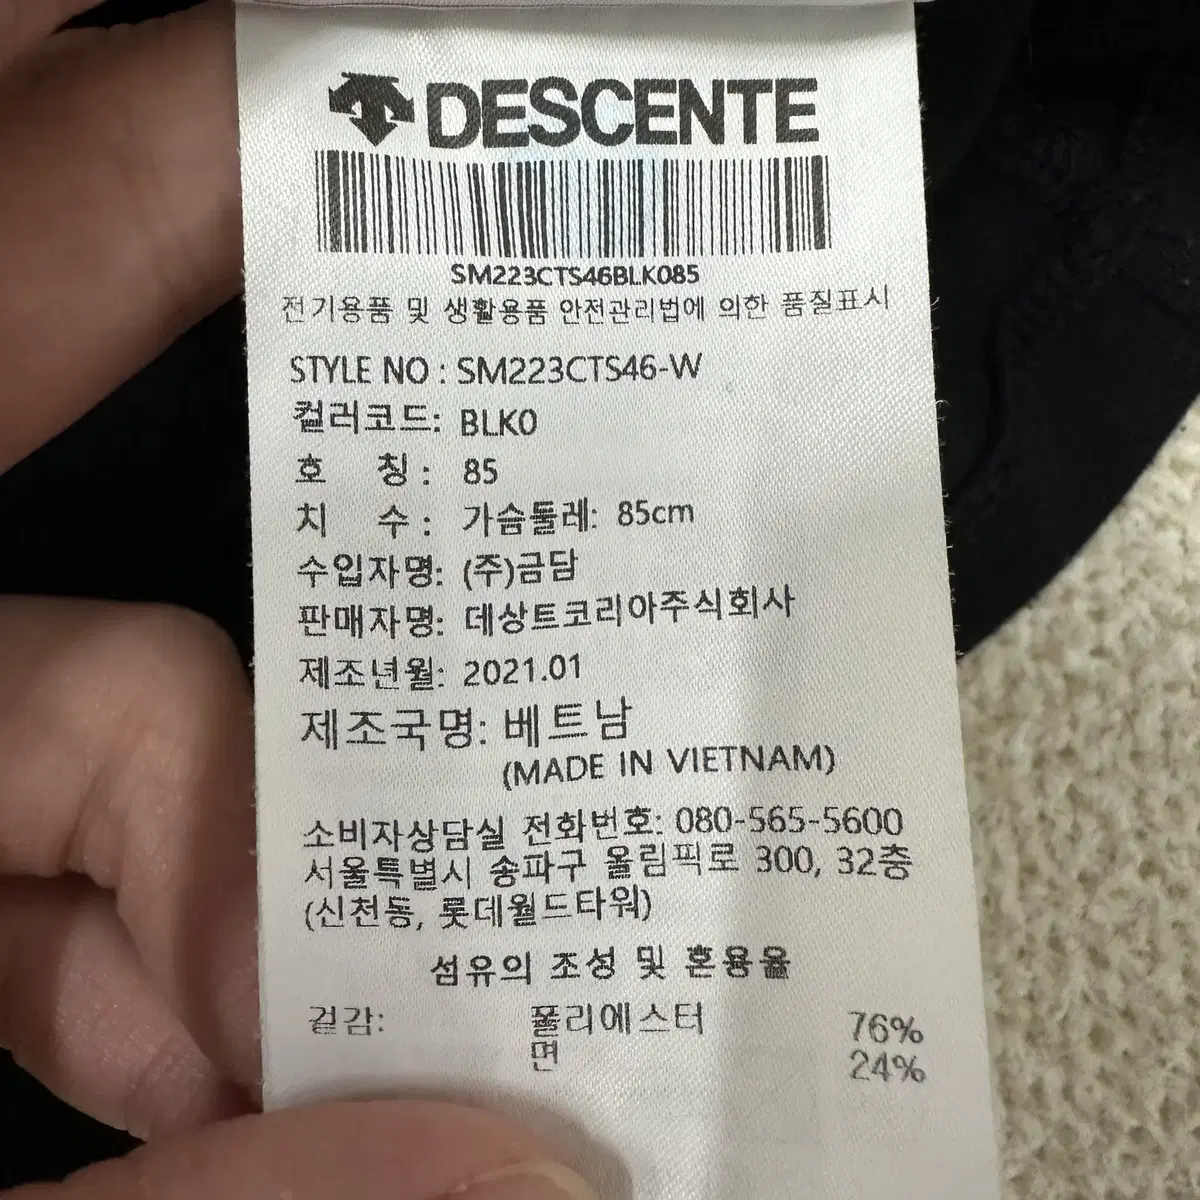 DESCENTE
SM223CTS46BLK085
전기용품 및 생활용품 안전관리법에 의한 품질표시
STYLE NO : SM223CTS46-W
컬러코드: BLK0
호 칭 : 85
치 수 : 가슴둘레: 85cm
수입자명: (주)금담
판매자명: 데상트코리아주식회사
제조년월: 2021.01
제조국명: 베트남
(MADE IN VIETNAM)
소비자상담실 전화번호: 080-565-5600
서울특별시 송파구 올림픽로 300, 32층
(신천동, 롯데월드타워)
섬유의 조성 및 혼용율
겉감: 폴리에스터 76%
면 24%